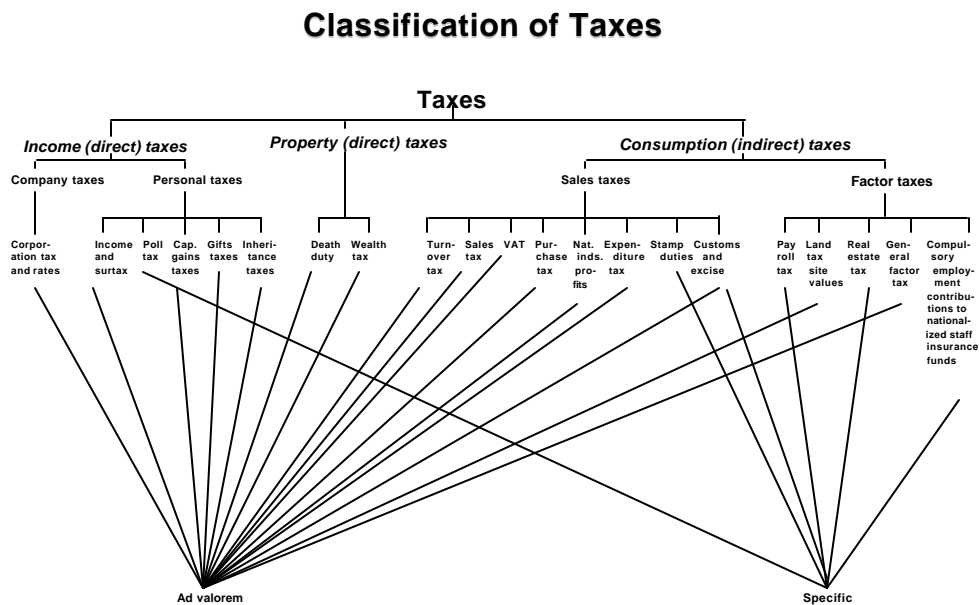 Classification of Taxes
Taxes
Income (direct) taxes
Property (direct) taxes
Consumption (indirect) taxes
Company taxes
Personal taxes
Sales taxes
Factor taxes
Corpor-
ation tax
and rates
Income
and
surtax
Poll
tax
Cap.
gains
taxes
Gifts
taxes
Inheri-
tance
taxes
Death
duty
Wealth
tax
Turn-
over
tax
Sales
tax
VAT
Pur-
chase
tax
Nat.
inds.
pro-
fits
Expen-
diture
tax
Stamp
duties
Customs
and
excise
Pay
roll
tax
Land
tax
site
values
Real
estate
tax
Gen-
eral
factor
tax
Compul-
sory
employ-
ment
contribu-
tions to
national-
ized staff
insurance
funds
Ad valorem
Specific